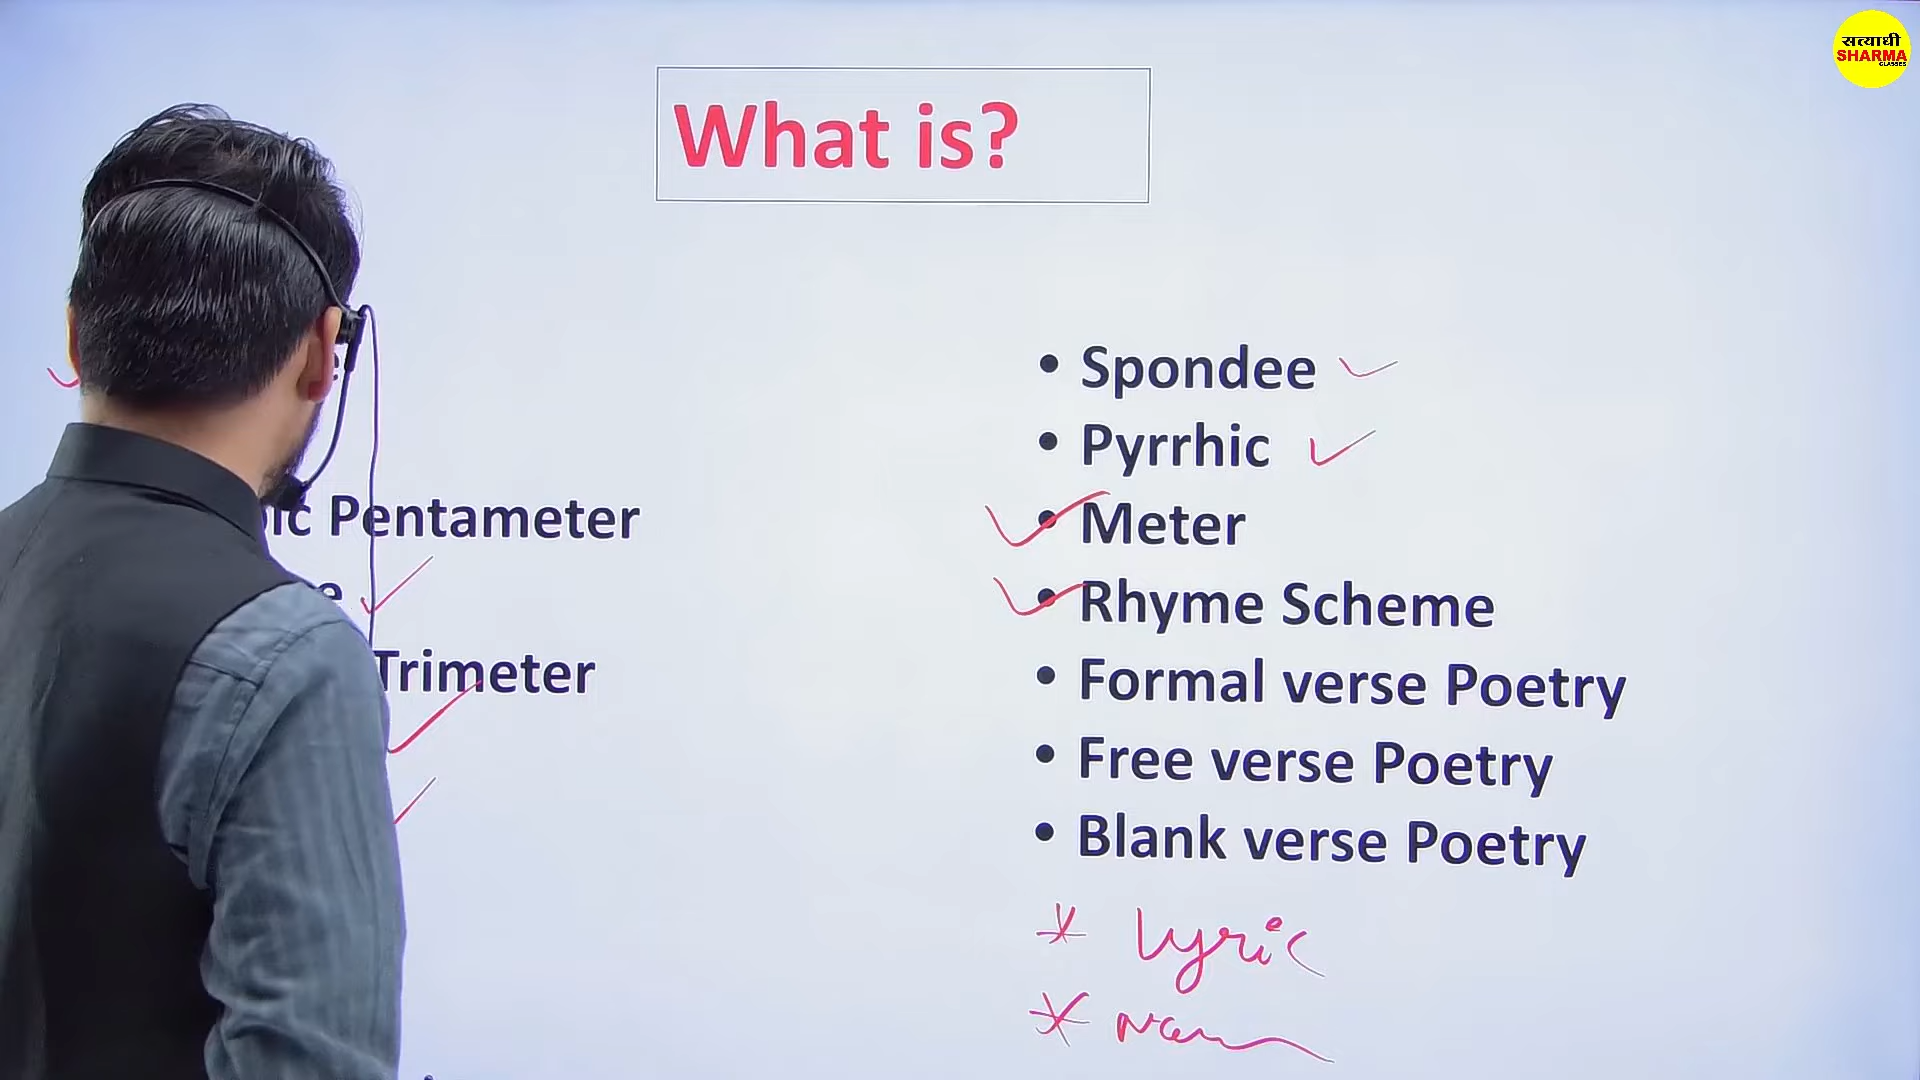 सत्याधी
SHARMA
CLASSES
What is?
Pentameter
Trimeter
• Spondee
• Pyrrhic
• Meter
• Rhyme Scheme
• Formal verse Poetry
• Free verse Poetry
• Blank verse Poetry
* Lyric
*